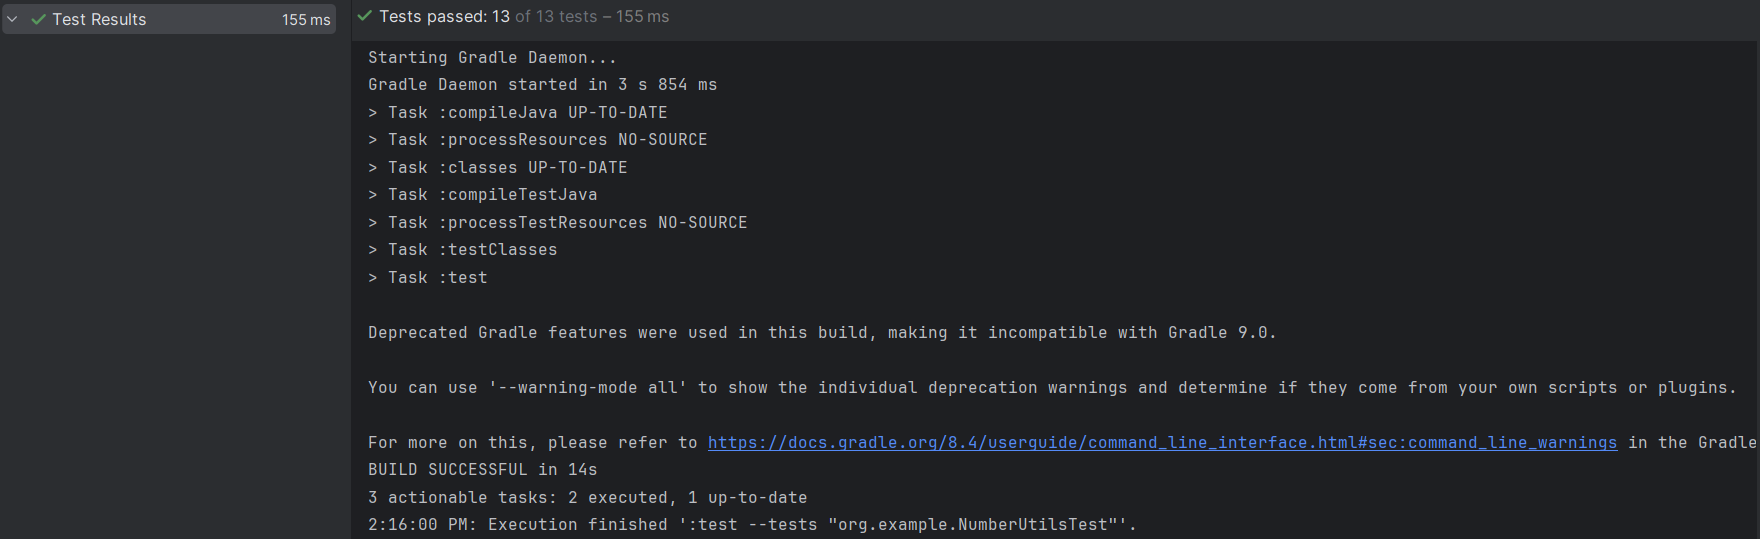 Test Results 155 ms
Tests passed: 13 of 13 tests – 155 ms
Starting Gradle Daemon...
Gradle Daemon started in 3 s 854 ms
> Task :compileJava UP-TO-DATE
> Task :processResources NO-SOURCE
> Task :classes UP-TO-DATE
> Task :compileTestJava
> Task :processTestResources NO-SOURCE
> Task :testClasses
> Task :test
Deprecated Gradle features were used in this build, making it incompatible with Gradle 9.0.
You can use '--warning-mode all' to show the individual deprecation warnings and determine if they come from your own scripts or plugins.
For more on this, please refer to https://docs.gradle.org/8.4/userguide/command_line_interface.html#sec:command_line_warnings in the Gradle
BUILD SUCCESSFUL in 14s
3 actionable tasks: 2 executed, 1 up-to-date
2:16:00 PM: Execution finished ':test --tests "org.example.NumberUtilsTest"'.